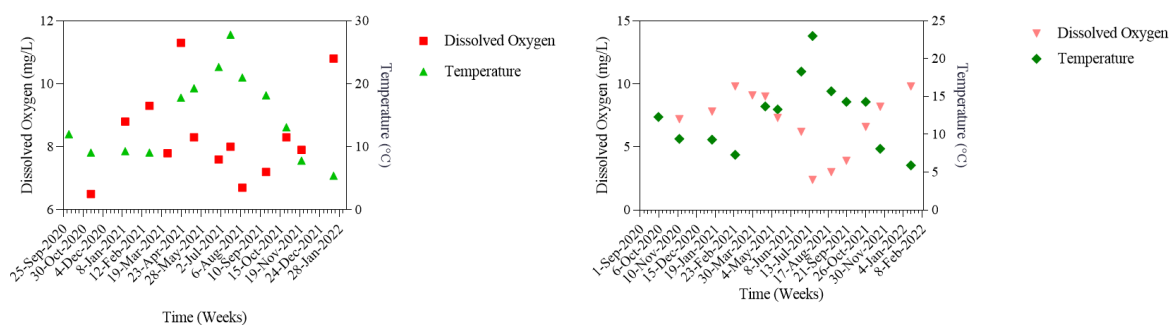 12
10
8
6
Dissolved Oxygen (mg/L)
30
20
10
0
Temperature (°C)
25-Sep-2020
30-Oct-2020
4-Dec-2020
8-Jan-2021
12-Feb-2021
19-Mar-2021
23-Apr-2021
28-May-2021
2-Jul-2021
6-Aug-2021
10-Sep-2021
15-Oct-2021
19-Nov-2021
24-Dec-2021
28-Jan-2022
Time (Weeks)
Dissolved Oxygen
Temperature
15
10
5
0
Dissolved Oxygen (mg/L)
25
20
15
10
5
0
Temperature (°C)
1-Sep-2020
6-Oct-2020
10-Nov-2020
15-Dec-2020
19-Jan-2021
23-Feb-2021
30-Mar-2021
4-May-2021
8-Jun-2021
13-Jul-2021
17-Aug-2021
21-Sep-2021
26-Oct-2021
30-Nov-2021
4-Jan-2022
8-Feb-2022
Time (Weeks)
Dissolved Oxygen
Temperature